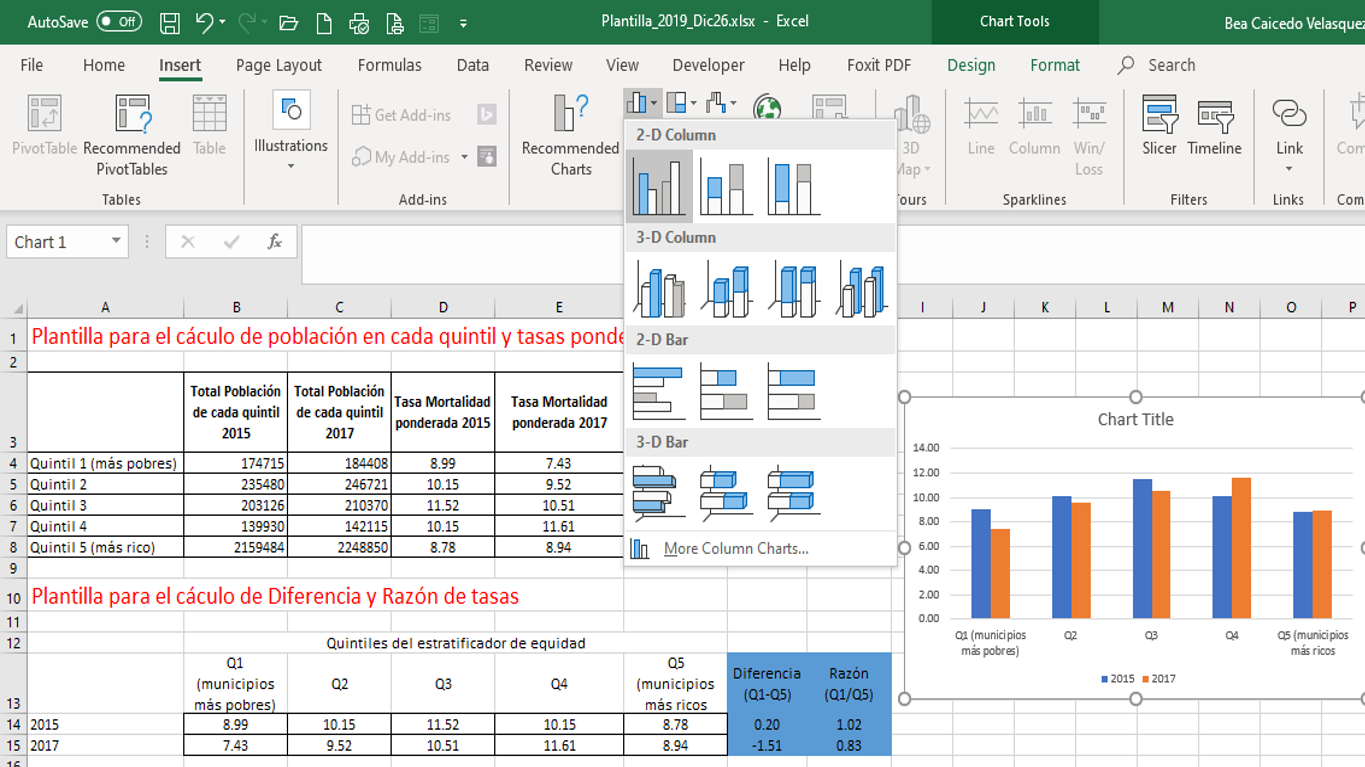 AutoSave Off Plantilla_2019_Dic26.xlsx - Excel Chart Tools Bea Caicedo Velasquez
File Home Insert Page Layout Formulas Data Review View Developer Help Foxit PDF Design Format Search
PivotTable Recommended PivotTables Table
Tables
Illustrations
Get Add-ins
My Add-ins
Add-ins
Recommended Charts
3D Map
ours
Line Column Win/Loss
Sparklines
Slicer Timeline
Filters
Link
Links
Com
Com
2-D Column
3-D Column
2-D Bar
3-D Bar
More Column Charts...
Chart 1 fx
A B C D E I J K L M N O P
1 Plantilla para el cáculo de población en cada quintil y tasas ponde
2
3 Total Población de cada quintil 2015 Total Población de cada quintil 2017 Tasa Mortalidad ponderada 2015 Tasa Mortalidad ponderada 2017
4 Quintil 1 (más pobres) 174715 184408 8.99 7.43
5 Quintil 2 235480 246721 10.15 9.52
6 Quintil 3 203126 210370 11.52 10.51
7 Quintil 4 139930 142115 10.15 11.61
8 Quintil 5 (más rico) 2159484 2248850 8.78 8.94
9
10 Plantilla para el cáculo de Diferencia y Razón de tasas
11
12 Quintiles del estratificador de equidad
13 Q1 (municipios más pobres) Q2 Q3 Q4 Q5 (municipios más ricos Diferencia (Q1-Q5) Razón (Q1/Q5)
14 2015 8.99 10.15 11.52 10.15 8.78 0.20 1.02
15 2017 7.43 9.52 10.51 11.61 8.94 -1.51 0.83
16
Chart Title
14.00
12.00
10.00
8.00
6.00
4.00
2.00
0.00
Q1 (municipios más pobres) Q2 Q3 Q4 Q5 (municipios más ricos
2015 2017